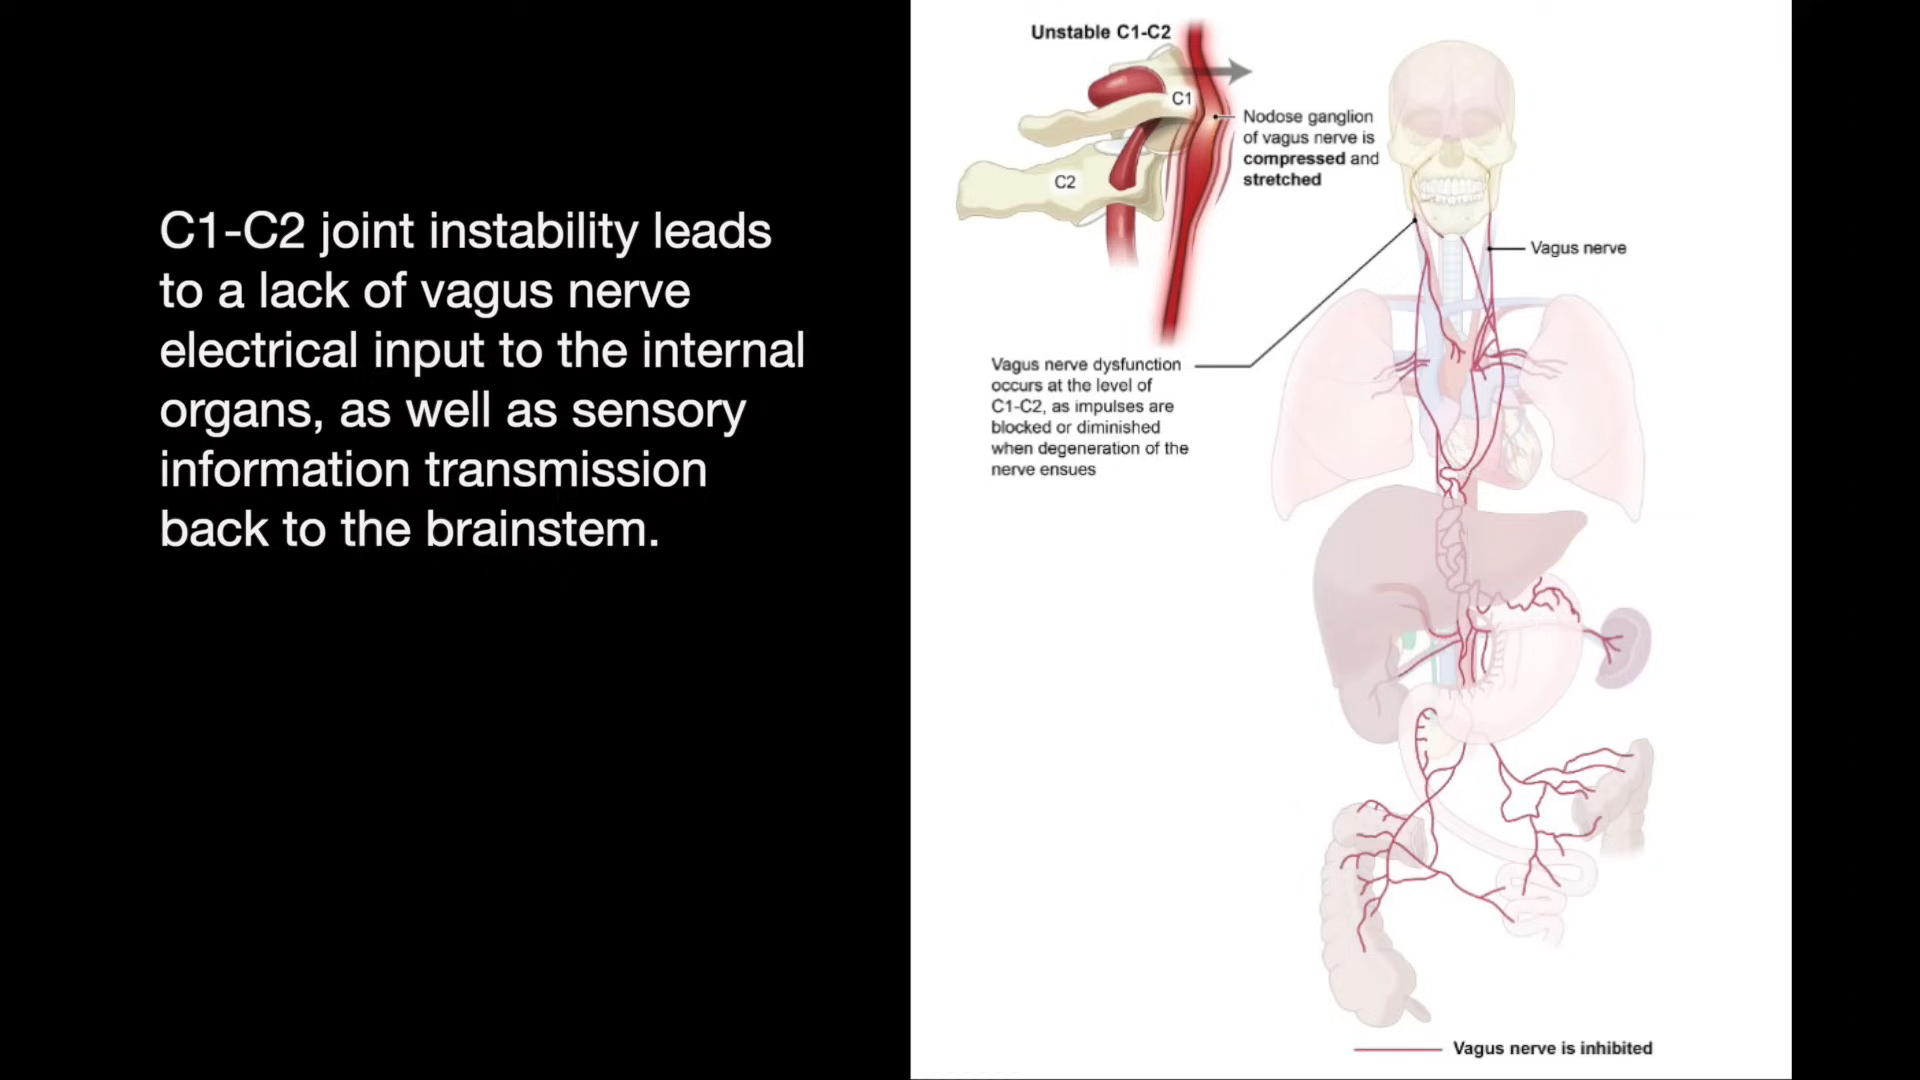 C1-C2 joint instability leads
to a lack of vagus nerve
electrical input to the internal
organs, as well as sensory
information transmission
back to the brainstem.
Unstable C1-C2
C1
C2
Nodose ganglion
of vagus nerve is
compressed and
stretched
Vagus nerve
Vagus nerve dysfunction
occurs at the level of
C1-C2, as impulses are
blocked or diminished
when degeneration of the
nerve ensues
Vagus nerve is inhibited